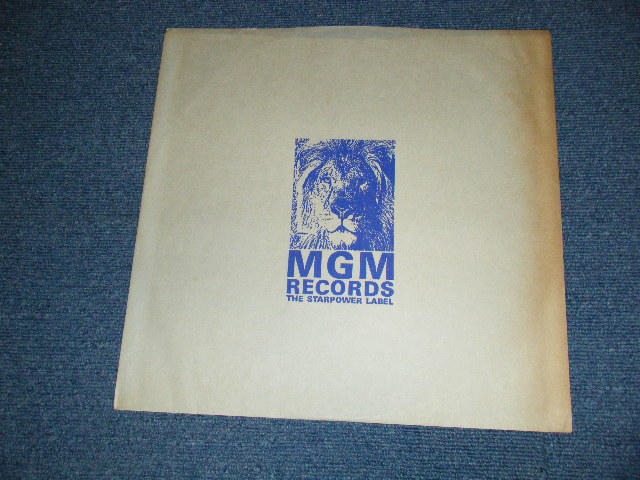 MGM
RECORDS
THE STARPOWER LABEL